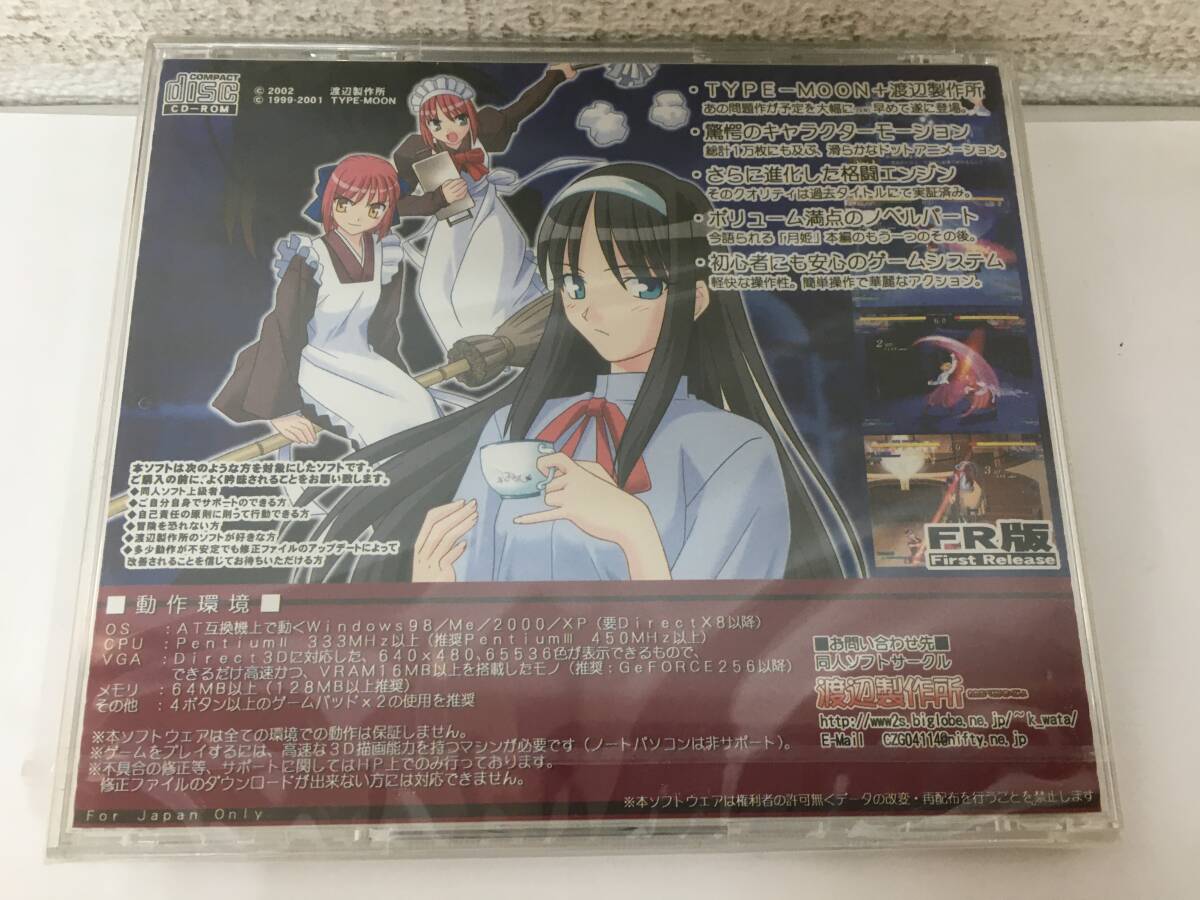 COMPACT
disc
CD-ROM
© 2002 渡辺製作所
© 1999-2001 TYPE-MOON
・TYPE-MOON+渡辺製作所
あの問題作が予定を大幅に……早めて遂に登場。
・驚愕のキャラクターモーション
総計1万枚にも及ぶ、滑らかなドットアニメーション。
・さらに進化した格闘エンジン
そのクオリティは過去タイトルにて実証済み。
・ボリューム満点のノベルパート
今語られる「月姫」本編のもう一つのその後。
・初心者にも安心のゲームシステム
軽快な操作性。簡単操作で華麗なアクション。
本ソフトは次のような方を対象にしたソフトです。
ご購入の前に、よく吟味されることをお願い致します。
◆同人ソフト上級者
◆ご自分自身でサポートのできる方
◆自己責任の原則に則って行動できる方
◆冒険を恐れない方
◆渡辺製作所のソフトが好きな方
◆多少動作が不安定でも修正ファイルのアップデートによって
改善されることを信じてお待ちいただける方
FR版
First Release
■動作環境■
OS :AT互換機上で動くWindows98/Me/2000/XP(要DirectX8以降)
CPU :PentiumⅡ 333MHz以上(推奨PentiumⅢ 450MHz以上)
VGA :Direct3Dに対応した、640x480、65536色が表示できるもので、
できるだけ高速かつ、VRAM16MB以上を搭載したモノ(推奨:GeFORCE256以降)
メモリ :64MB以上(128MB以上推奨)
その他 :4ボタン以上のゲームパッドx2の使用を推奨
※本ソフトウェアは全ての環境での動作は保証しません。
※ゲームをプレイするには、高速な3D描画能力を持つマシンが必要です(ノートパソコンは非サポート)。
※不具合の修正等、サポートに関してはHP上でのみ行っております。
修正ファイルのダウンロードが出来ない方には対応できません。
■お問い合わせ先■
同人ソフトサークル
渡辺製作所
http://www2s.biglobe.ne.jp/~k_wata/
E-Mail CZG04114@nifty.ne.jp
※本ソフトウェアは権利者の許可無くデータの改変・再配布を行うことを禁止します
For Japan Only